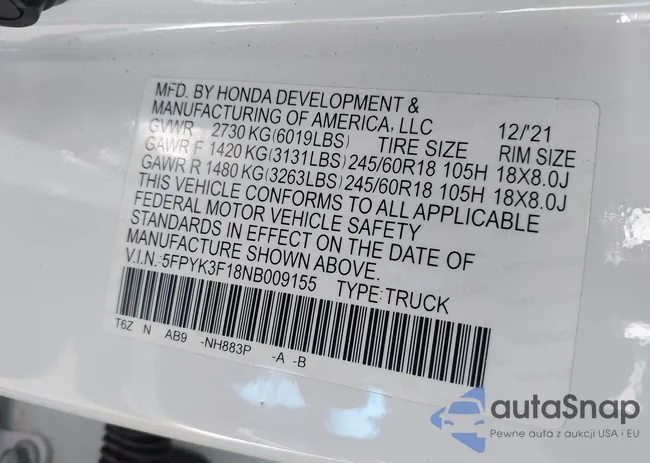 MFD. BY HONDA DEVELOPMENT &
MANUFACTURING OF AMERICA, LLC 12/'21
GVWR 2730 KG(6019LBS) TIRE SIZE RIM SIZE
GAWR F 1420 KG(3131LBS) 245/60R18 105H 18X8.0J
GAWR R 1480 KG(3263LBS) 245/60R18 105H 18X8.0J
THIS VEHICLE CONFORMS TO ALL APPLICABLE
FEDERAL MOTOR VEHICLE SAFETY
STANDARDS IN EFFECT ON THE DATE OF
MANUFACTURE SHOWN ABOVE.
V.I.N.:5FPYK3F18NB009155 TYPE:TRUCK
T6Z N AB9 -NH883P -A -B
autaSnap
Pewne auta z aukcji USA i EU